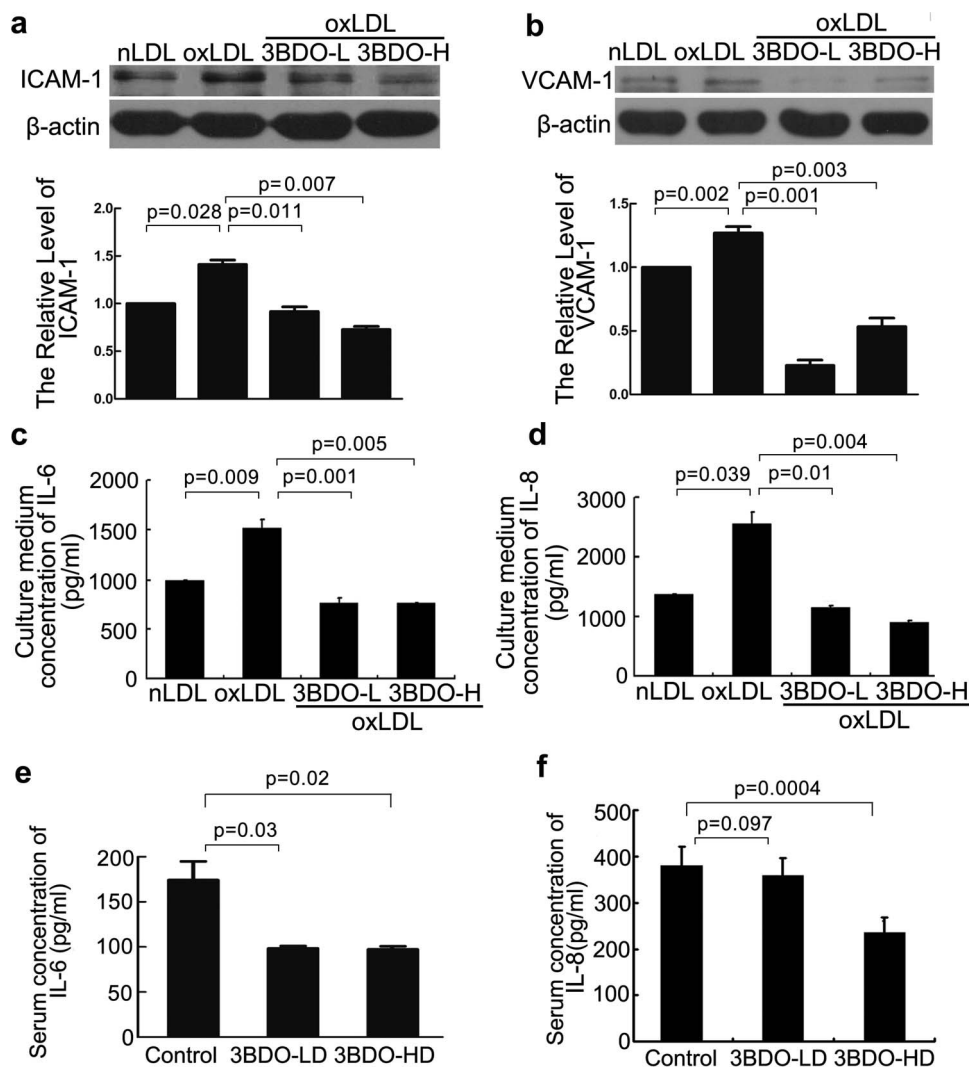 a
oxLDL
nLDL oxLDL 3BDO-L 3BDO-H
ICAM-1
β-actin
p=0.007
p=0.028 p=0.011
The Relative Level of
ICAM-1
2.0
1.5
1.0
0.5
0.0
b
oxLDL
nLDL oxLDL 3BDO-L 3BDO-H
VCAM-1
β-actin
p=0.003
p=0.002 p=0.001
The Relative Level of
VCAM-1
1.5
1.0
0.5
0.0
c
p=0.005
p=0.009 p=0.001
Culture medium
concentration of IL-6
(pg/ml)
2000
1500
1000
500
0
nLDL oxLDL 3BDO-L 3BDO-H
oxLDL
d
p=0.004
p=0.039 p=0.01
Culture medium
concentration of IL-8
(pg/ml)
3000
2000
1000
0
nLDL oxLDL 3BDO-L 3BDO-H
oxLDL
e
p=0.02
p=0.03
Serum concentration of
IL-6 (pg/ml)
200
150
100
50
0
Control 3BDO-LD 3BDO-HD
f
p=0.0004
p=0.097
Serum concentration of
IL-8(pg/ml)
500
400
300
200
100
0
Control 3BDO-LD 3BDO-HD